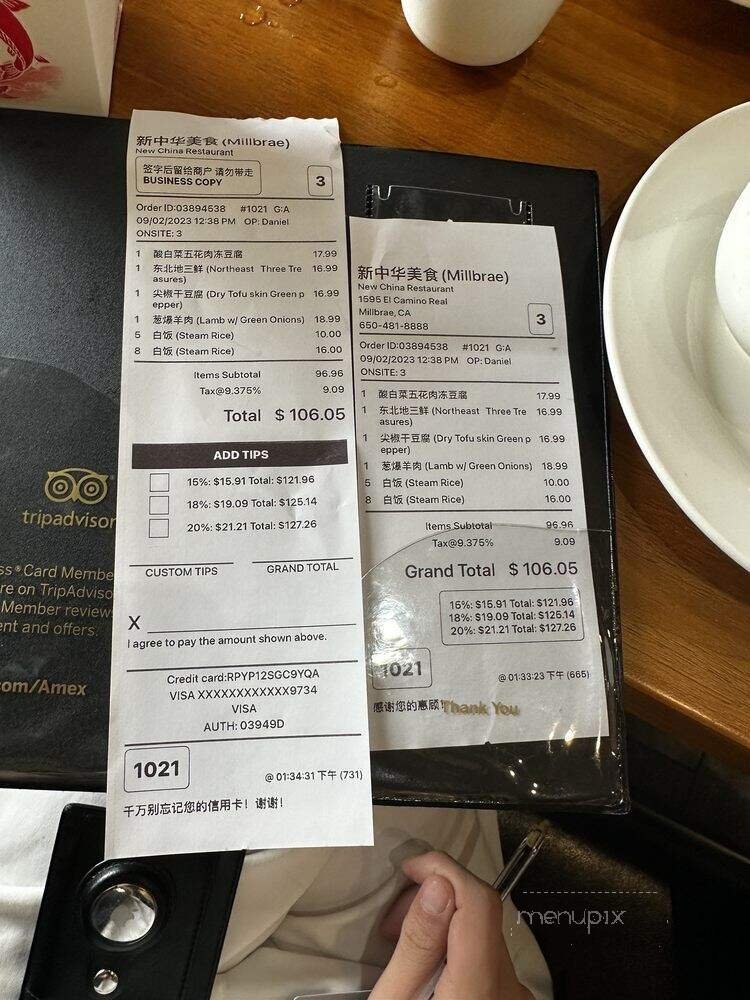 新中华美食 (Millbrae)
New China Restaurant
签字后留给商户 请勿带走
BUSINESS COPY
3
Order ID:03894538 #1021 G:A
09/02/2023 12:38 PM OP: Daniel
ONSITE: 3
1 酸白菜五花肉冻豆腐 17.99
1 东北地三鲜 (Northeast Three Tre 16.99
asures)
1 尖椒干豆腐 (Dry Tofu skin Green p 16.99
epper)
1 葱爆羊肉 (Lamb w/ Green Onions) 18.99
5 白饭 (Steam Rice) 10.00
8 白饭 (Steam Rice) 16.00
Items Subtotal 96.96
Tax@9.375% 9.09
Total $ 106.05
ADD TIPS
15%: $15.91 Total: $121.96
18%: $19.09 Total: $125.14
20%: $21.21 Total: $127.26
CUSTOM TIPS GRAND TOTAL
X
I agree to pay the amount shown above.
Credit card:RPYP12SGC9YQA
VISA XXXXXXXXXXXX9734
VISA
AUTH: 03949D
1021
@ 01:34:31 下午 (731)
千万别忘记您的信用卡！谢谢！
新中华美食 (Millbrae)
New China Restaurant
1595 El Camino Real
Millbrae, CA
650-481-8888
3
Order ID:03894538 #1021 G:A
09/02/2023 12:38 PM OP: Daniel
ONSITE: 3
1 酸白菜五花肉冻豆腐 17.99
1 东北地三鲜 (Northeast Three Tre 16.99
asures)
1 尖椒干豆腐 (Dry Tofu skin Green p 16.99
epper)
1 葱爆羊肉 (Lamb w/ Green Onions) 18.99
5 白饭 (Steam Rice) 10.00
8 白饭 (Steam Rice) 16.00
Items Subtotal 96.96
Tax@9.375% 9.09
Grand Total $ 106.05
15%: $15.91 Total: $121.96
18%: $19.09 Total: $125.14
20%: $21.21 Total: $127.26
1021
@ 01:33:23 下午 (665)
感谢您的惠顾!
Thank You
tripadvisor
ss® Card Membe
re on TripAdviso
Member review
ent and offers.
com/Amex
menupix